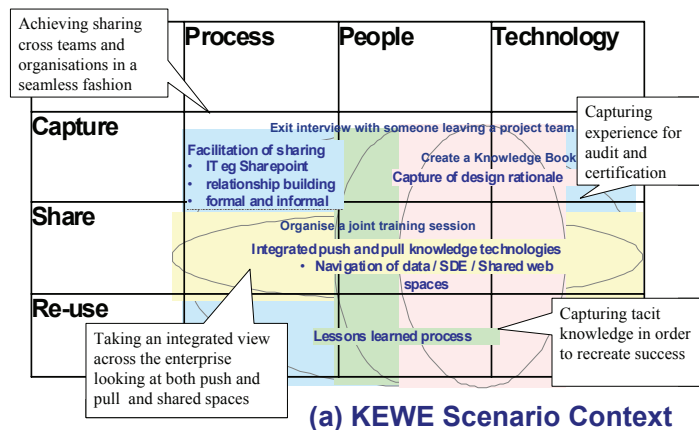 Achieving sharing
cross teams and
organisations in a
seamless fashion
Process
People
Technology
Capture
Exit interview with someone leaving a project team
Facilitation of sharing
• IT eg Sharepoint
• relationship building
• formal and informal
Create a Knowledge Book
Capture of design rationale
Capturing
experience for
audit and
certification
Share
Organise a joint training session
Integrated push and pull knowledge technologies
• Navigation of data / SDE / Shared web
spaces
Re-use
Taking an integrated view
across the enterprise
looking at both push and
pull and shared spaces
Lessons learned process
Capturing tacit
knowledge in order
to recreate success
(a) KEWE Scenario Context